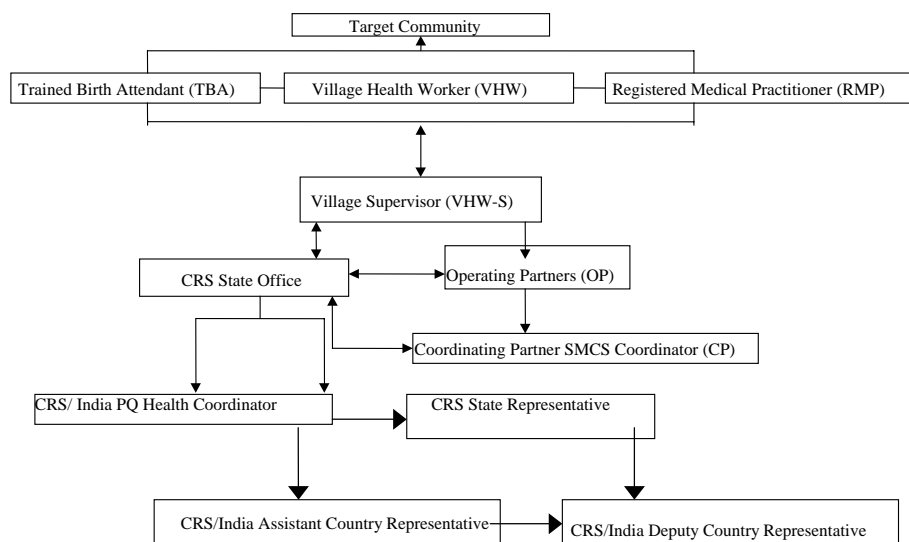 Target Community
Trained Birth Attendant (TBA)
Village Health Worker (VHW)
Registered Medical Practitioner (RMP)
Village Supervisor (VHW-S)
CRS State Office
Operating Partners (OP)
Coordinating Partner SMCS Coordinator (CP)
CRS/ India PQ Health Coordinator
CRS State Representative
CRS/India Assistant Country Representative
CRS/India Deputy Country Representative